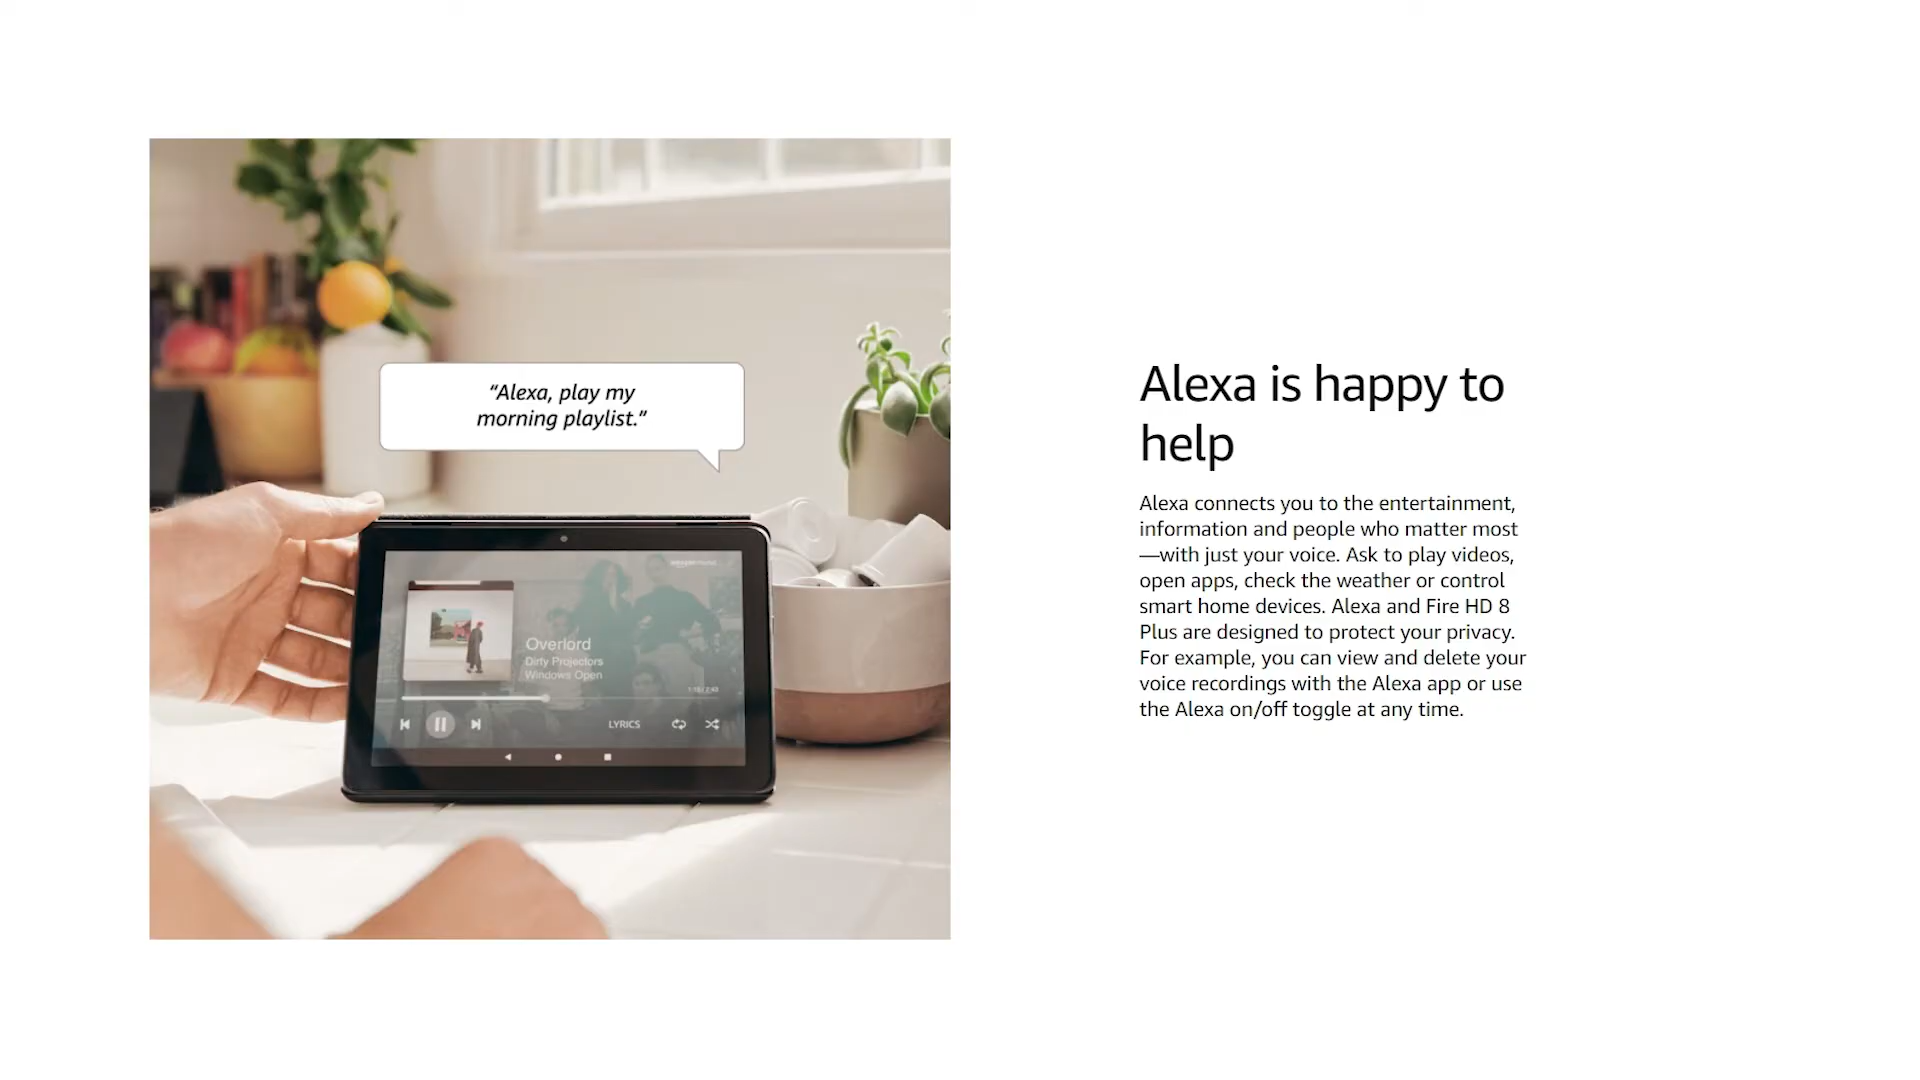 “Alexa, play my
morning playlist.”
amazon music
Overlord
Dirty Projectors
Windows Open
LYRICS
Alexa is happy to
help
Alexa connects you to the entertainment,
information and people who matter most
—with just your voice. Ask to play videos,
open apps, check the weather or control
smart home devices. Alexa and Fire HD 8
Plus are designed to protect your privacy.
For example, you can view and delete your
voice recordings with the Alexa app or use
the Alexa on/off toggle at any time.